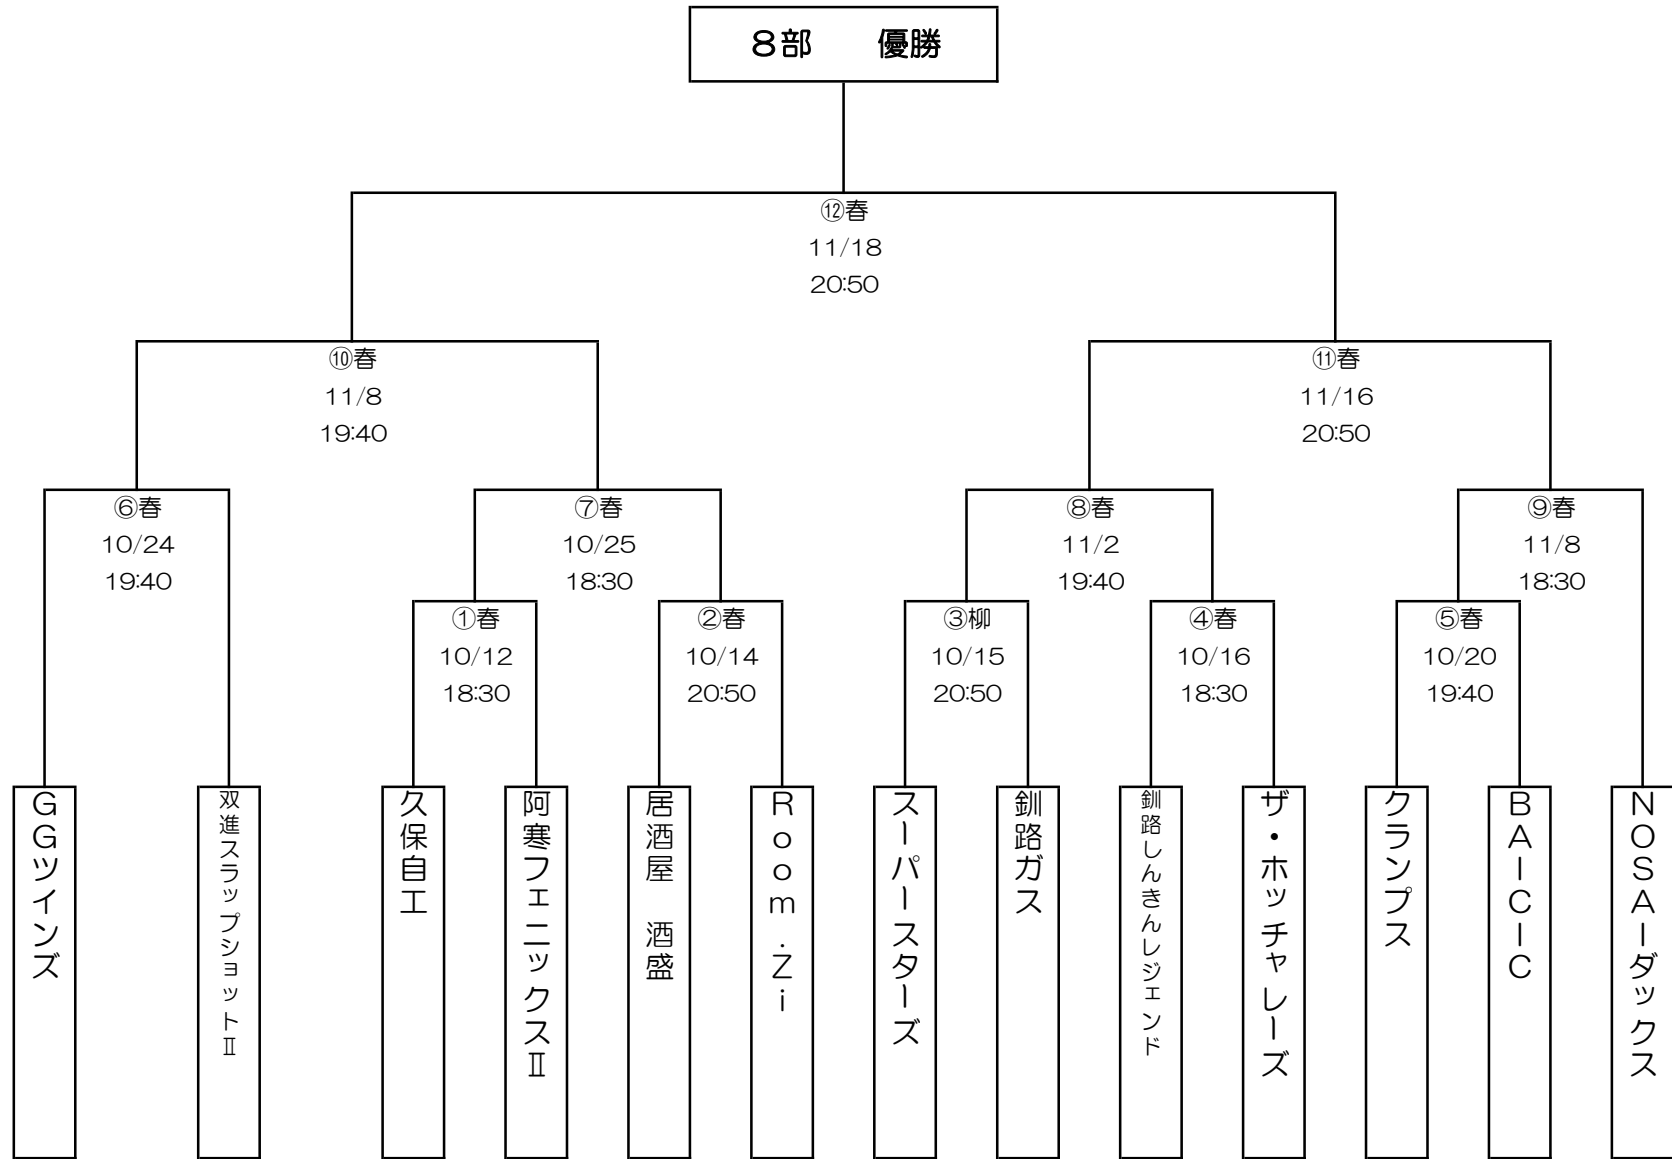 8部　優勝
⑫春
11/18
20:50
⑩春
11/8
19:40
⑪春
11/16
20:50
⑥春
10/24
19:40
⑦春
10/25
18:30
⑧春
11/2
19:40
⑨春
11/8
18:30
①春
10/12
18:30
②春
10/14
20:50
③柳
10/15
20:50
④春
10/16
18:30
⑤春
10/20
19:40
GGツインズ
双進スラップショットⅡ
久保自工
阿寒フェニックスⅡ
居酒屋　酒盛
Room.Zi
スーパースターズ
釧路ガス
釧路しんきんレジェンド
ザ・ホッチャレーズ
クランプス
BAICIC
NOSAIダックス